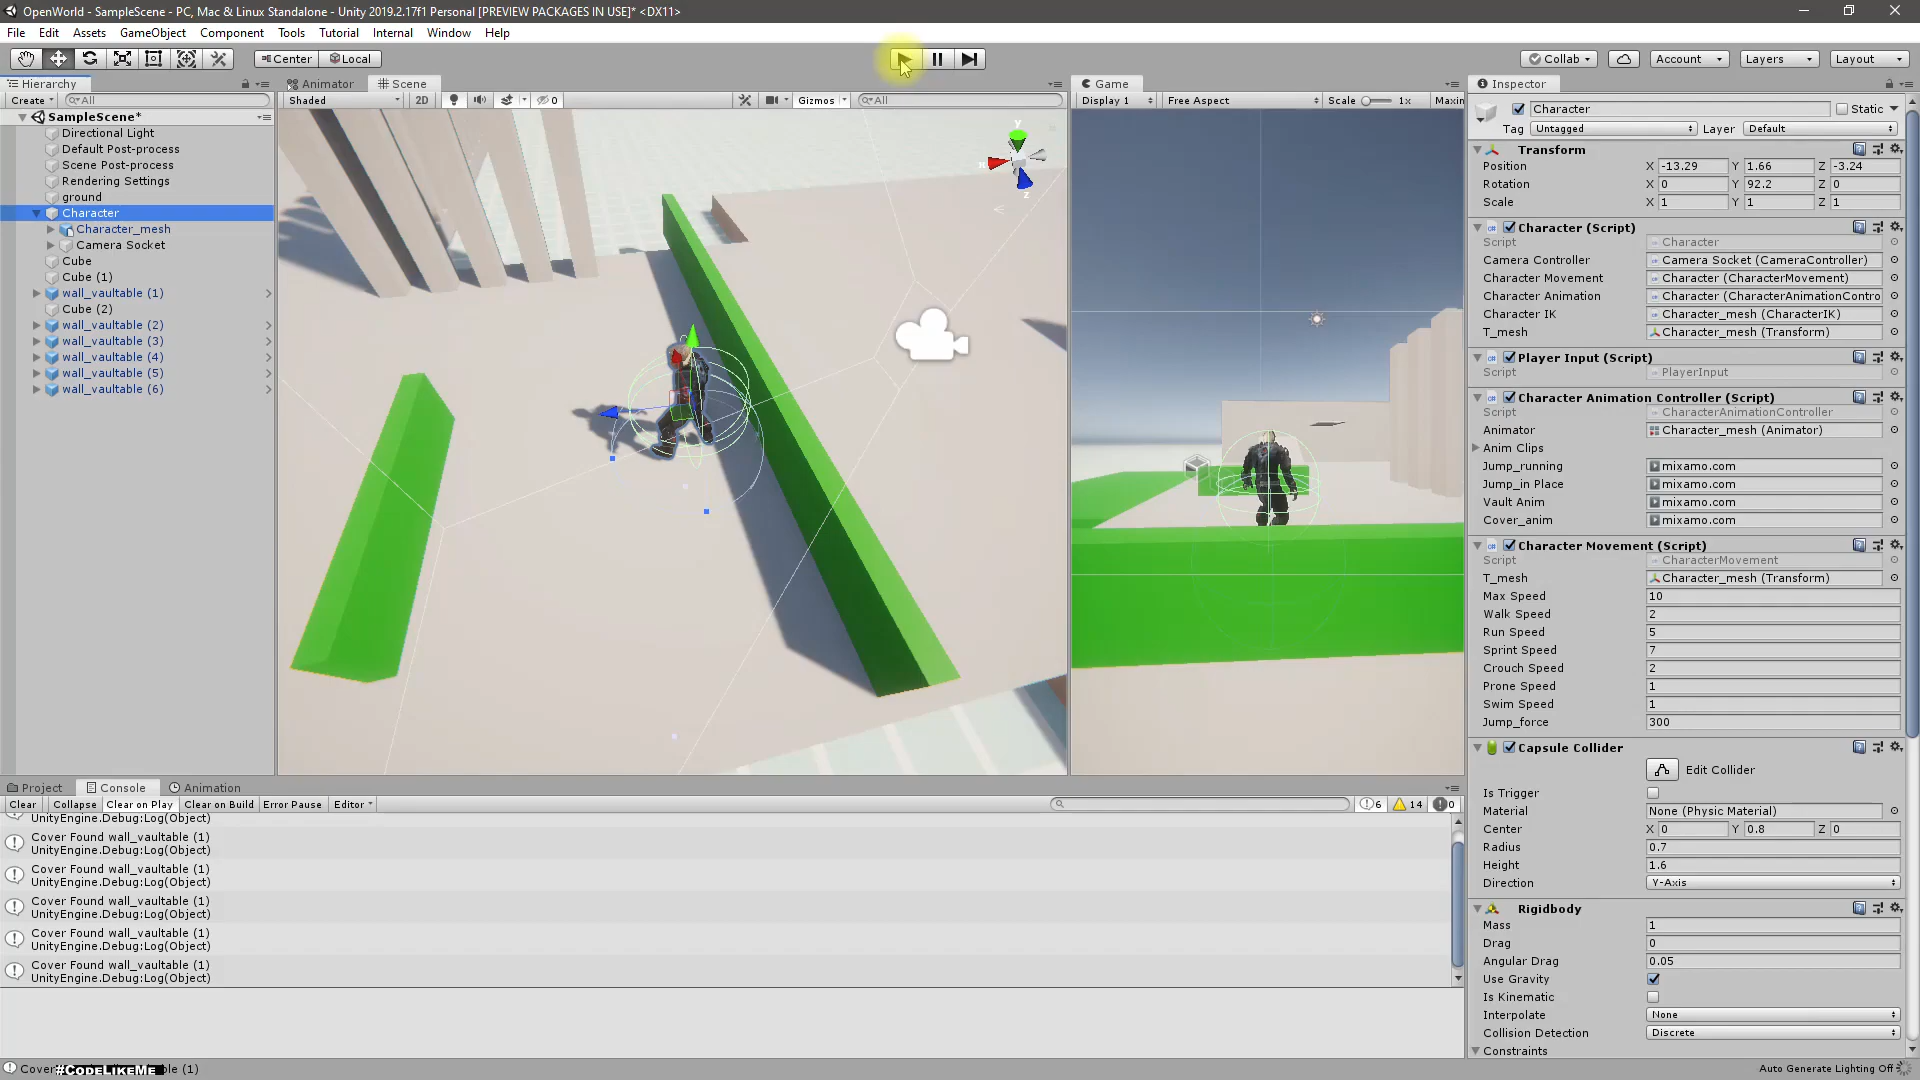 OpenWorld - SampleScene - PC, Mac & Linux Standalone - Unity 2019.2.17f1 Personal [PREVIEW PACKAGES IN USE]* <DX11>
File Edit Assets GameObject Component Tools Tutorial Internal Window Help
Center Local Collab Account Layers Layout
Hierarchy Animator Scene Game Inspector
Create All Shaded 2D 0 Gizmos All Display 1 Free Aspect Scale 1x Maxin
Character Static
Tag Untagged Layer Default
SampleScene*
Directional Light
Default Post-process
Scene Post-process
Rendering Settings
ground
Character
Character_mesh
Camera Socket
Cube
Cube (1)
wall_vaultable (1)
Cube (2)
wall_vaultable (2)
wall_vaultable (3)
wall_vaultable (4)
wall_vaultable (5)
wall_vaultable (6)
y
x
z
Transform
Position X -13.29 Y 1.66 Z -3.24
Rotation X 0 Y 92.2 Z 0
Scale X 1 Y 1 Z 1
Character (Script)
Script Character
Camera Controller Camera Socket (CameraController)
Character Movement Character (CharacterMovement)
Character Animation Character (CharacterAnimationContro
Character IK Character_mesh (CharacterIK)
T_mesh Character_mesh (Transform)
Player Input (Script)
Script PlayerInput
Character Animation Controller (Script)
Script CharacterAnimationController
Animator Character_mesh (Animator)
Anim Clips
Jump_running mixamo.com
Jump_in Place mixamo.com
Vault Anim mixamo.com
Cover_anim mixamo.com
Character Movement (Script)
Script CharacterMovement
T_mesh Character_mesh (Transform)
Max Speed 10
Walk Speed 2
Run Speed 5
Sprint Speed 7
Crouch Speed 2
Prone Speed 1
Swim Speed 1
Jump_force 300
Capsule Collider
Edit Collider
Is Trigger
Material None (Physic Material)
Center X 0 Y 0.8 Z 0
Radius 0.7
Height 1.6
Direction Y-Axis
Rigidbody
Mass 1
Drag 0
Angular Drag 0.05
Use Gravity
Is Kinematic
Interpolate None
Collision Detection Discrete
Constraints
Project Console Animation
Clear Collapse Clear on Play Clear on Build Error Pause Editor 6 14 0
UnityEngine.Debug:Log(Object)
Cover Found wall_vaultable (1)
UnityEngine.Debug:Log(Object)
Cover Found wall_vaultable (1)
UnityEngine.Debug:Log(Object)
Cover Found wall_vaultable (1)
UnityEngine.Debug:Log(Object)
Cover Found wall_vaultable (1)
UnityEngine.Debug:Log(Object)
Cover Found wall_vaultable (1)
UnityEngine.Debug:Log(Object)
Cover #CodeLikeMe ble (1) Auto Generate Lighting Off